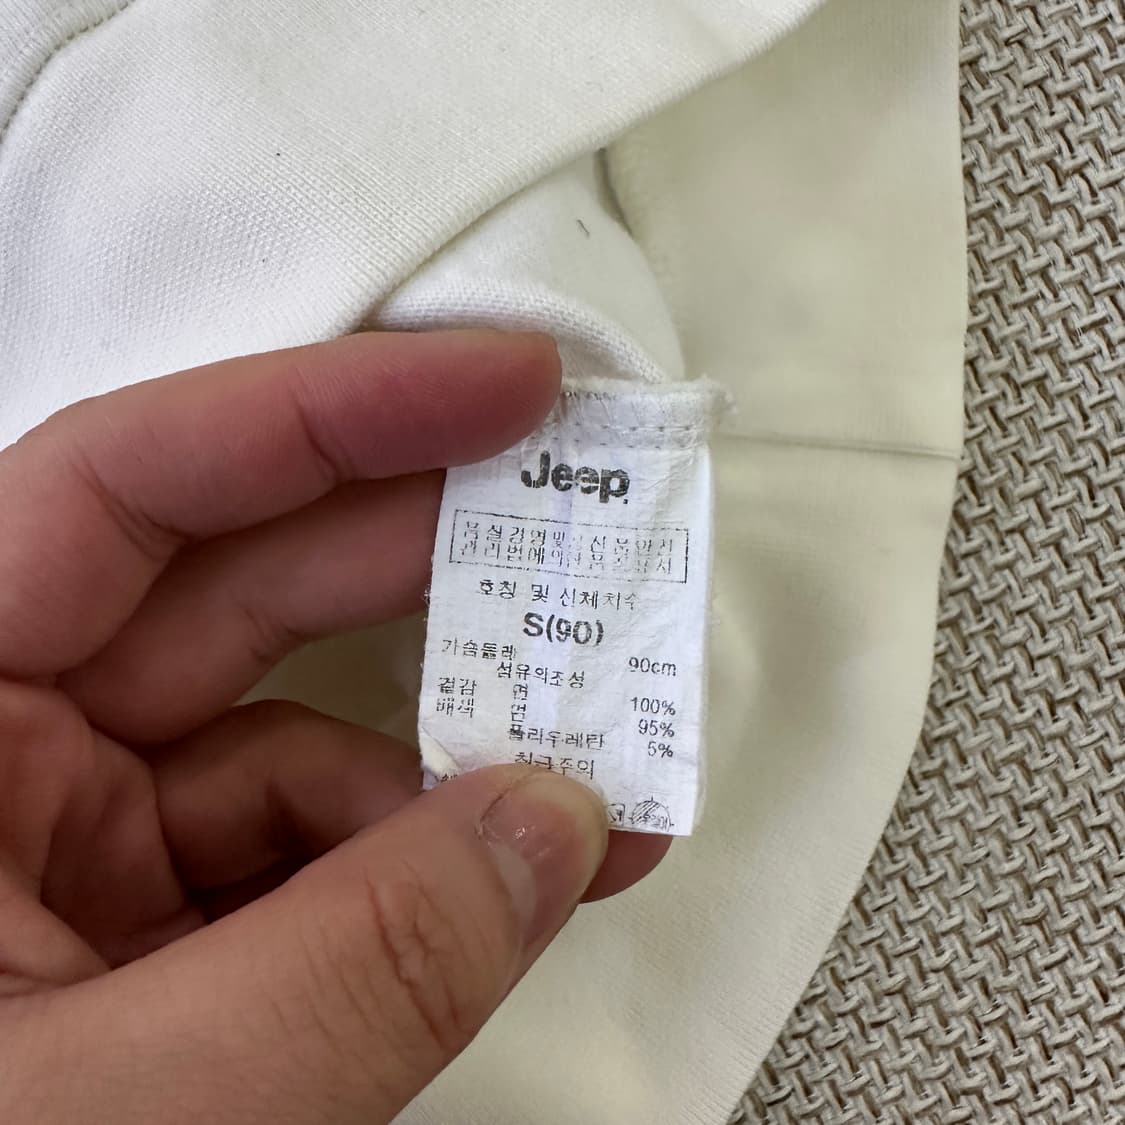 Jeep
품질경영및공산품안전
관리법에의한품질표시
호칭 및 신체치수
S(90)
가슴둘레 90cm
섬유의조성
겉감 면 100%
배색 면 95%
폴리우레탄 5%
취급주의